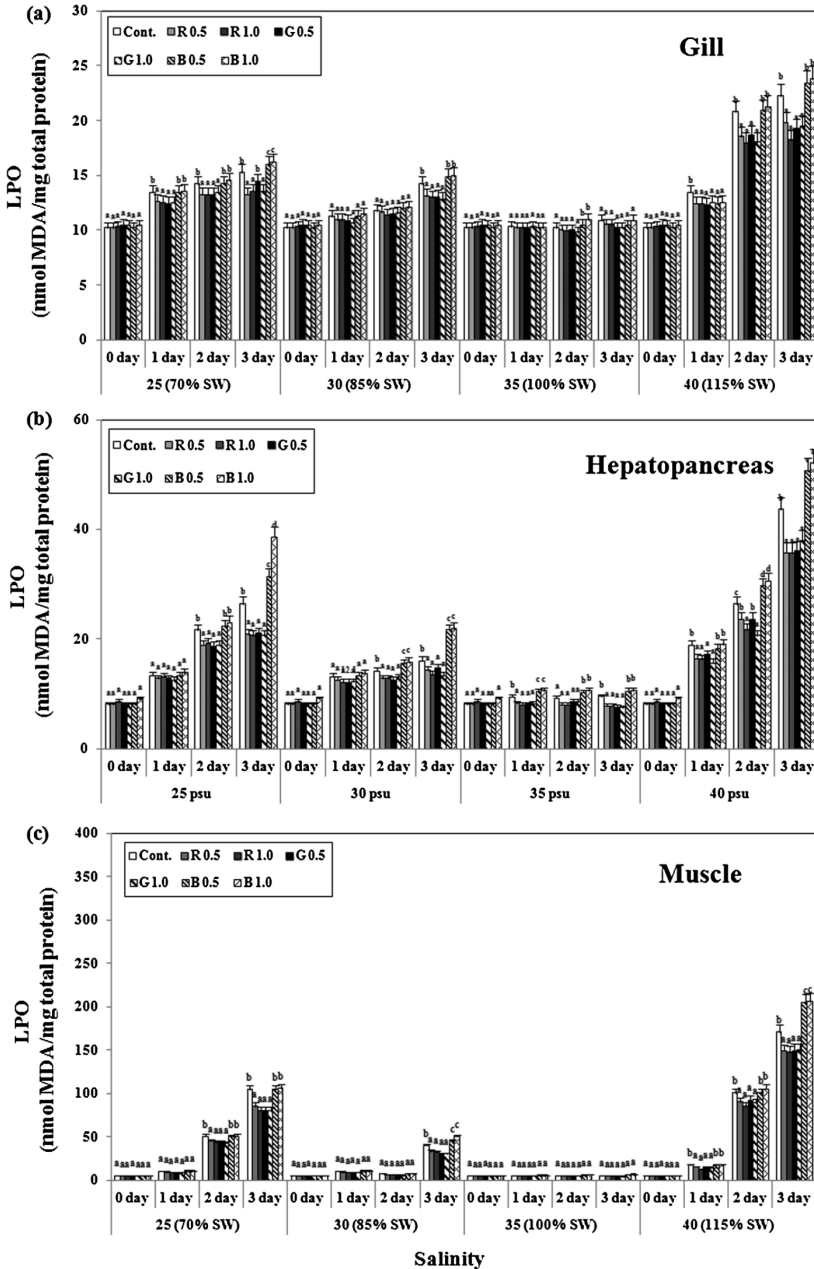 (a)
30
25
20
15
10
5
0
LPO
(nmol MDA/mg total protein)
Cont. R 0.5 R 1.0 G 0.5
G 1.0 B 0.5 B 1.0
Gill
0 day 1 day 2 day 3 day 0 day 1 day 2 day 3 day 0 day 1 day 2 day 3 day 0 day 1 day 2 day 3 day
25 (70% SW) 30 (85% SW) 35 (100% SW) 40 (115% SW)
(b)
60
40
20
0
LPO
(nmol MDA/mg total protein)
Cont. R 0.5 R 1.0 G 0.5
G 1.0 B 0.5 B 1.0
Hepatopancreas
0 day 1 day 2 day 3 day 0 day 1 day 2 day 3 day 0 day 1 day 2 day 3 day 0 day 1 day 2 day 3 day
25 psu 30 psu 35 psu 40 psu
(c)
400
350
300
250
200
150
100
50
0
LPO
(nmol MDA/mg total protein)
Cont. R 0.5 R 1.0 G 0.5
G 1.0 B 0.5 B 1.0
Muscle
0 day 1 day 2 day 3 day 0 day 1 day 2 day 3 day 0 day 1 day 2 day 3 day 0 day 1 day 2 day 3 day
25 (70% SW) 30 (85% SW) 35 (100% SW) 40 (115% SW)
Salinity